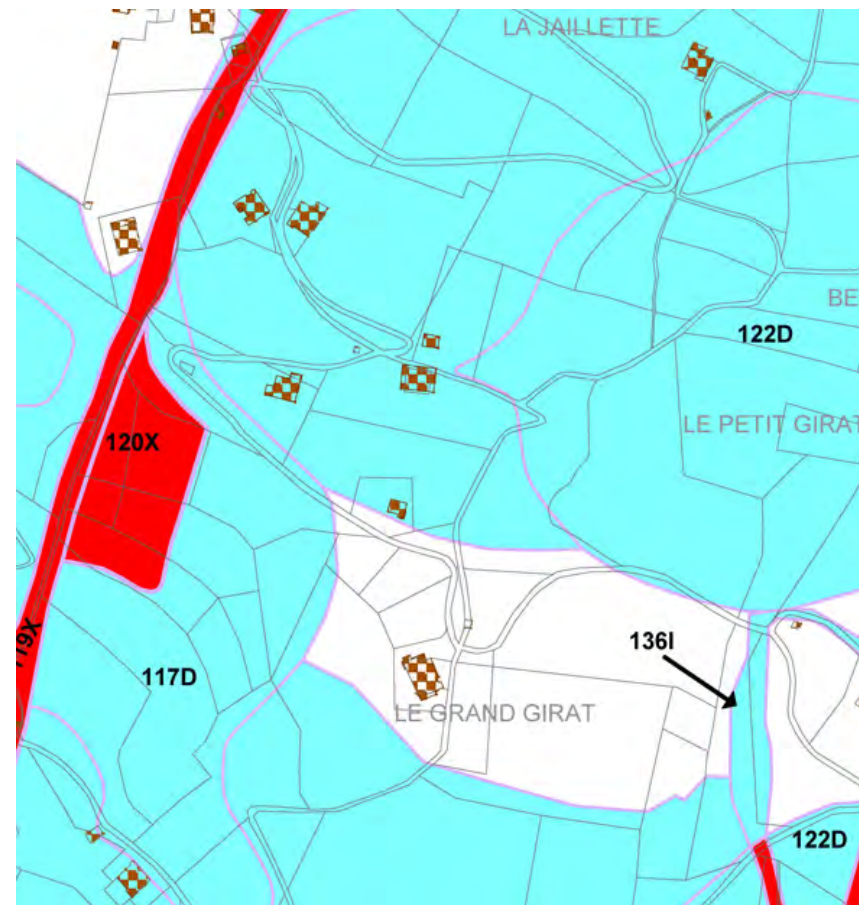 LA JAILLETTE
BE
122D
LE PETIT GIRAT
120X
119X
136I
117D
LE GRAND GIRAT
122D